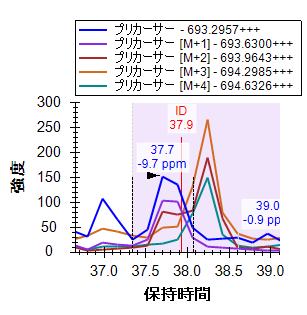 プリカーサー - 693.2957+++
プリカーサー [M+1] - 693.6300+++
プリカーサー [M+2] - 693.9643+++
プリカーサー [M+3] - 694.2985+++
プリカーサー [M+4] - 694.6326+++
300
250
200
150
100
50
0
強度
ID
37.9
37.7
-9.7 ppm
39.0
-0.9 pp
37.0
37.5
38.0
38.5
39.0
保持時間